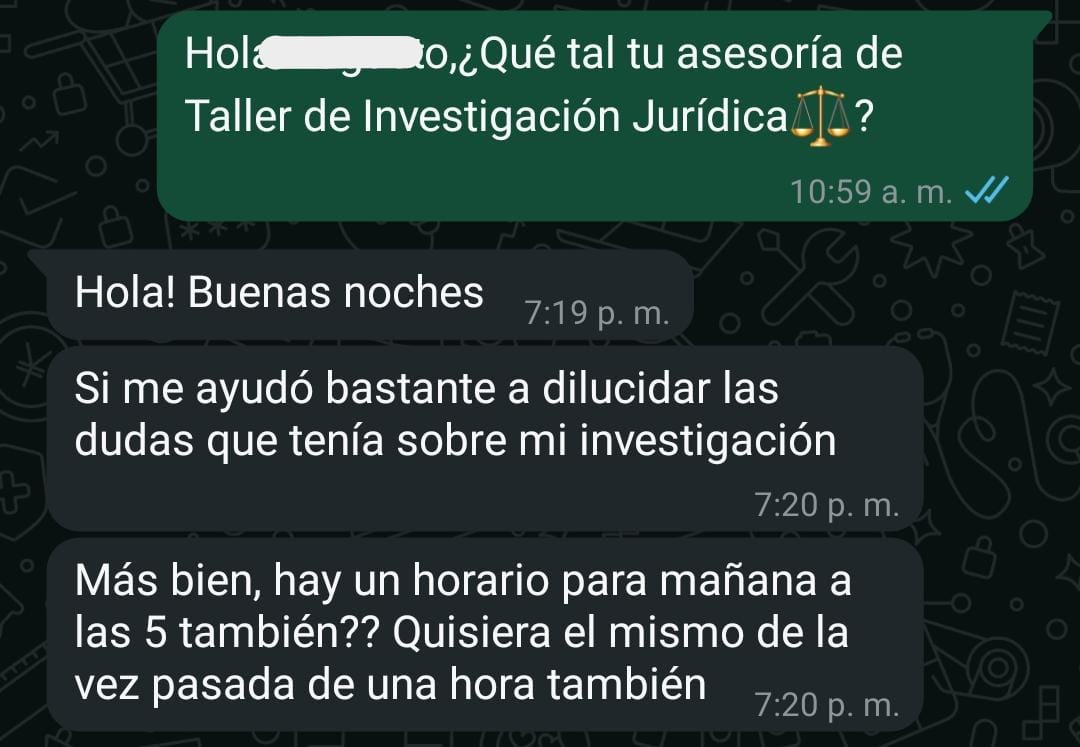 Hola to,¿Qué tal tu asesoría de
Taller de Investigación Jurídica⚖️?
10:59 a. m.
Hola! Buenas noches
7:19 p. m.
Si me ayudó bastante a dilucidar las
dudas que tenía sobre mi investigación
7:20 p. m.
Más bien, hay un horario para mañana a
las 5 también?? Quisiera el mismo de la
vez pasada de una hora también
7:20 p. m.